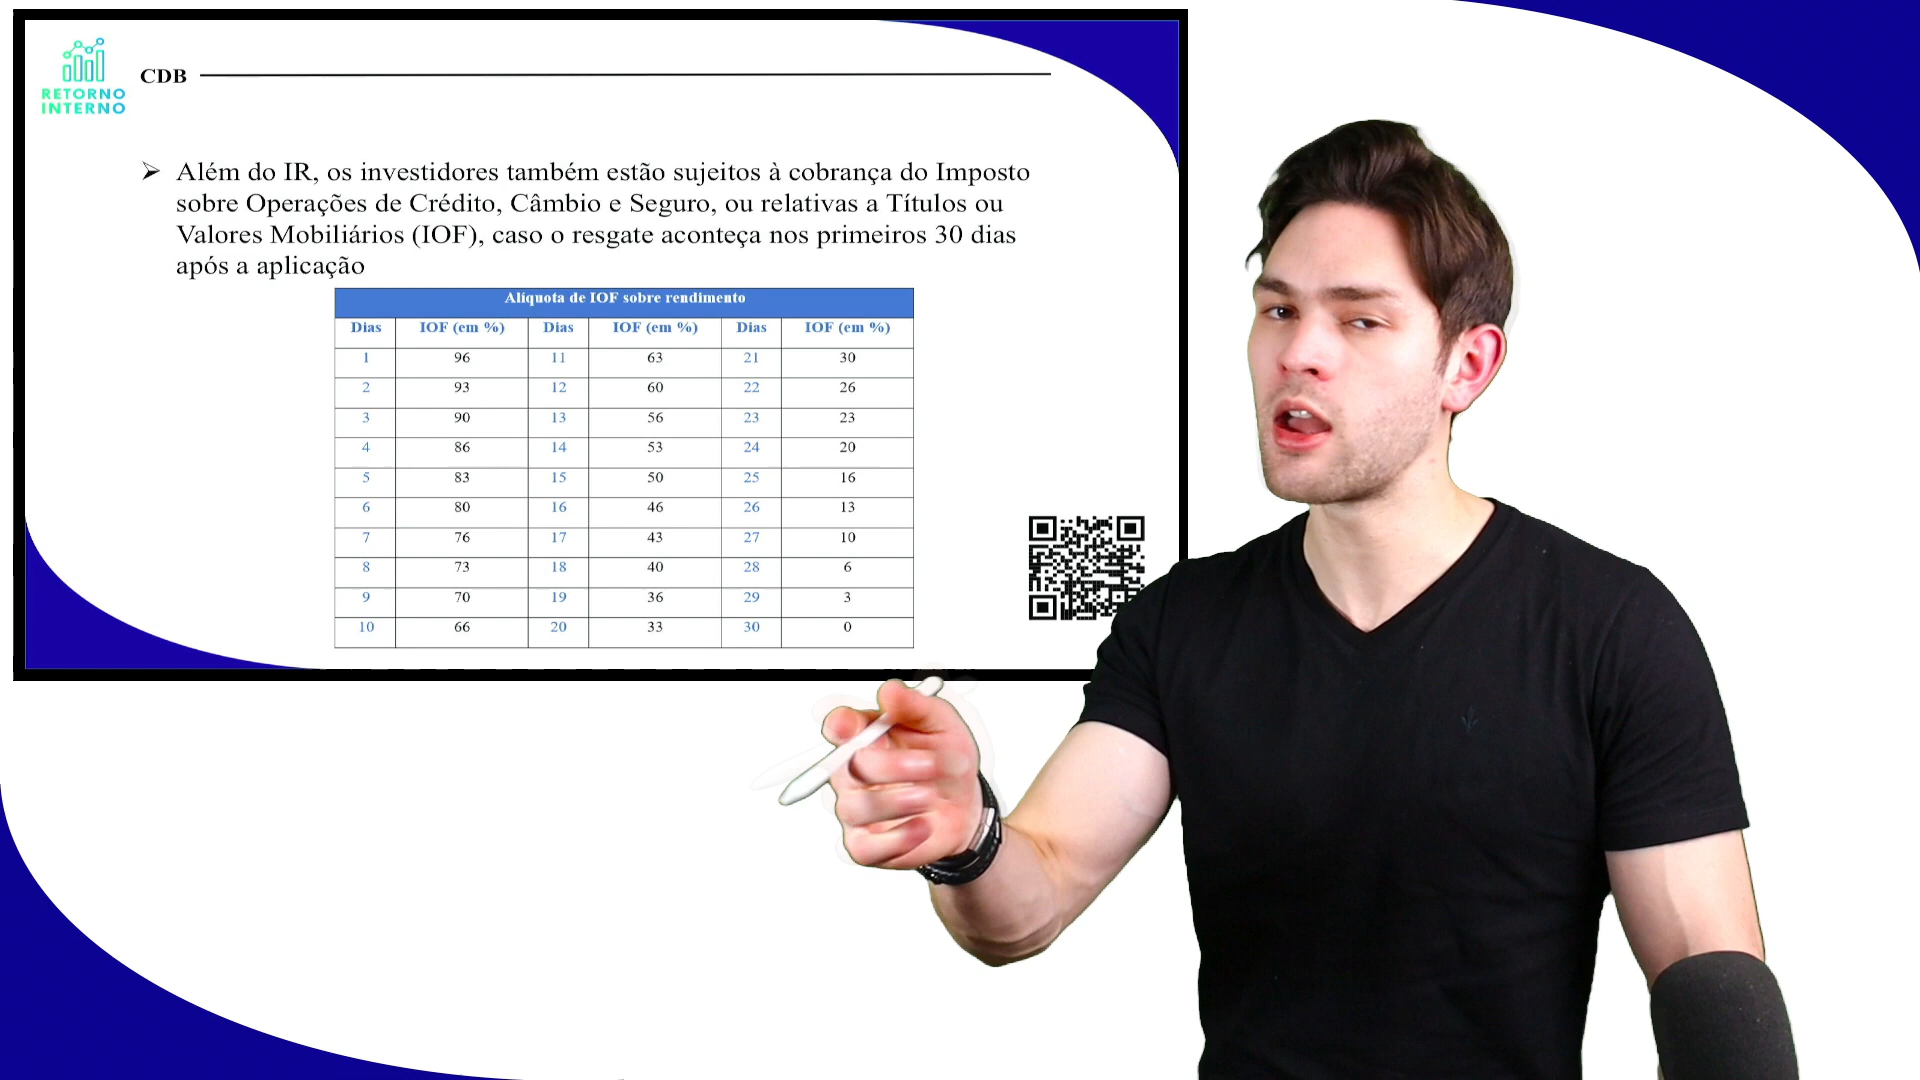 RETORNO
INTERNO
CDB
Além do IR, os investidores também estão sujeitos à cobrança do Imposto
sobre Operações de Crédito, Câmbio e Seguro, ou relativas a Títulos ou
Valores Mobiliários (IOF), caso o resgate aconteça nos primeiros 30 dias
após a aplicação
Alíquota de IOF sobre rendimento
Dias IOF (em %) Dias IOF (em %) Dias IOF (em %)
1 96 11 63 21 30
2 93 12 60 22 26
3 90 13 56 23 23
4 86 14 53 24 20
5 83 15 50 25 16
6 80 16 46 26 13
7 76 17 43 27 10
8 73 18 40 28 6
9 70 19 36 29 3
10 66 20 33 30 0